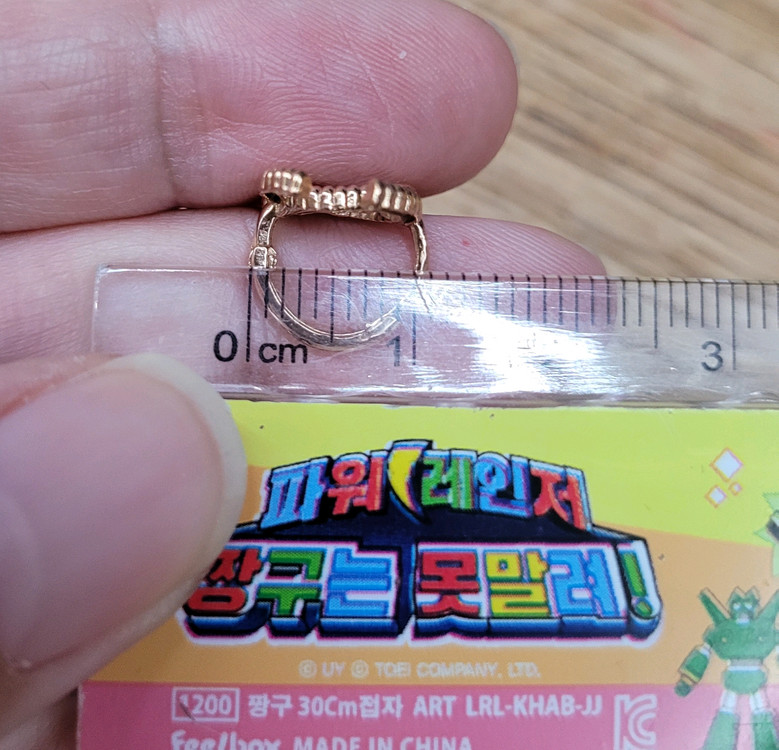 0 cm 1 3
파워레인저
짱구는 못말려!
© UY © TOEI COMPANY, LTD.
1200 짱구 30Cm접자 ART LRL-KHAB-JJ
Feelbox MADE IN CHINA